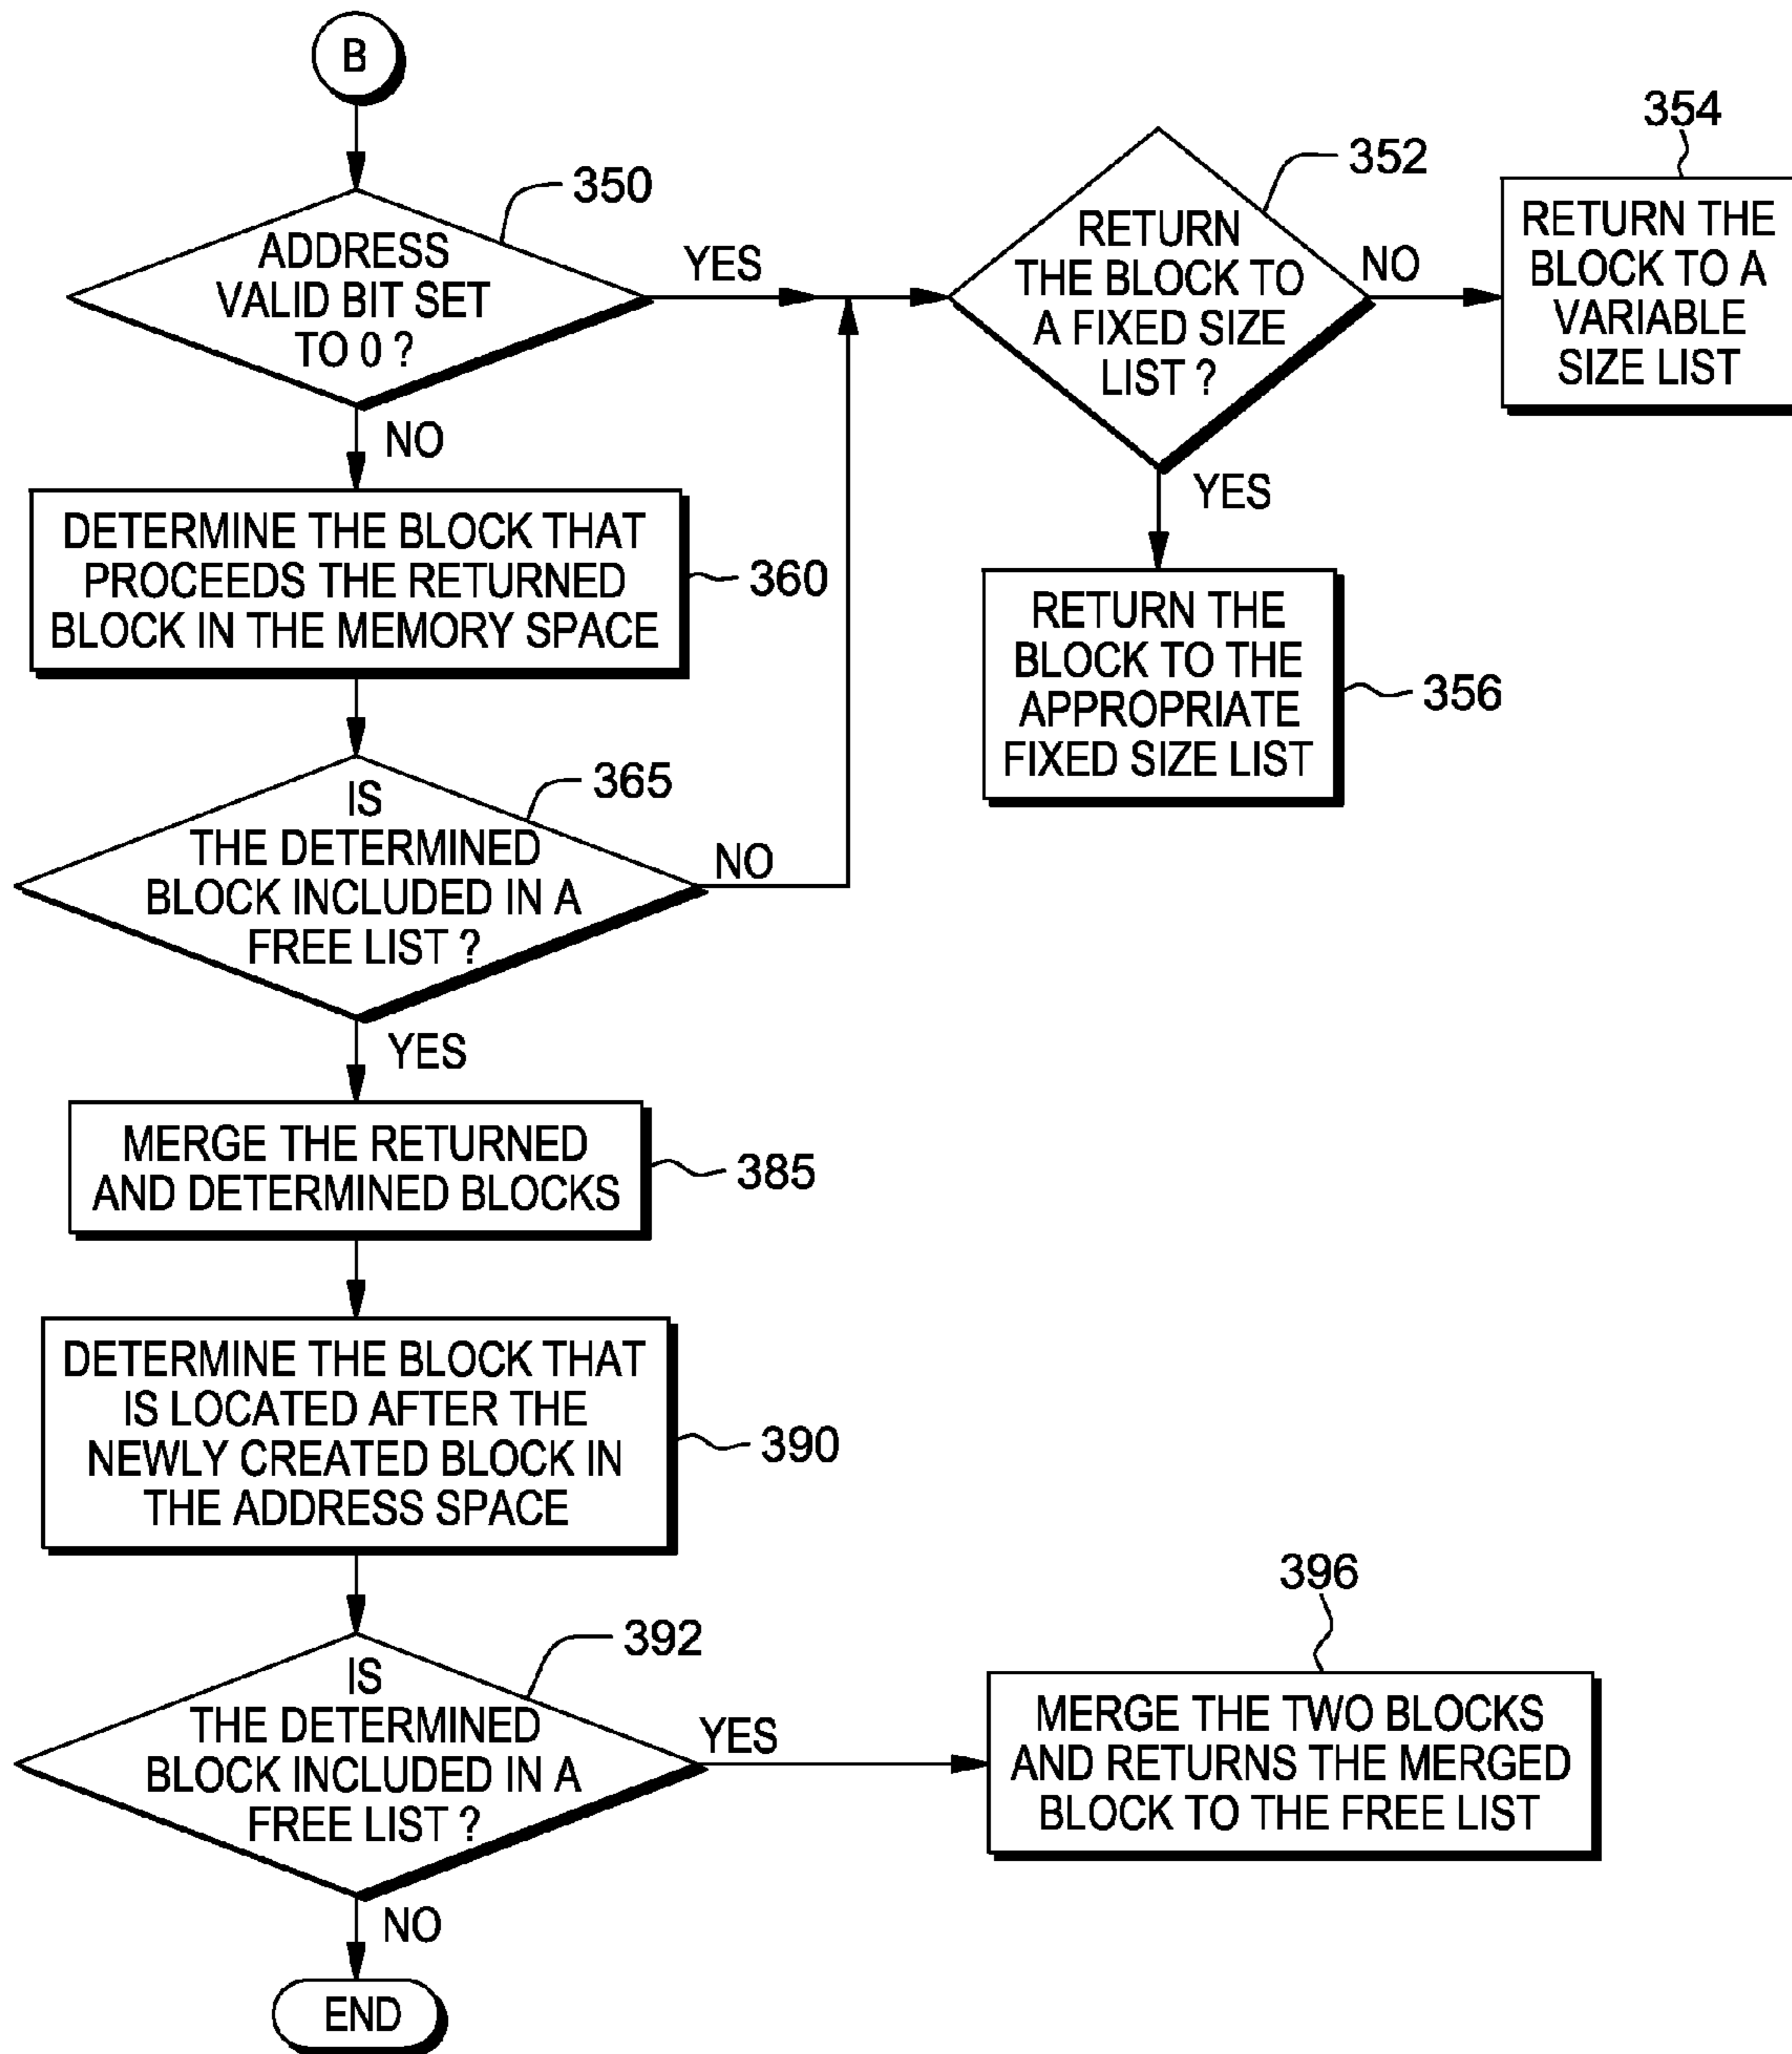 B
350
ADDRESS
VALID BIT SET
TO 0 ?
YES
NO
352
RETURN
THE BLOCK TO
A FIXED SIZE
LIST ?
NO
YES
354
RETURN THE
BLOCK TO A
VARIABLE
SIZE LIST
RETURN THE
BLOCK TO THE
APPROPRIATE
FIXED SIZE LIST
356
DETERMINE THE BLOCK THAT
PROCEEDS THE RETURNED
BLOCK IN THE MEMORY SPACE
360
365
IS
THE DETERMINED
BLOCK INCLUDED IN A
FREE LIST ?
NO
YES
MERGE THE RETURNED
AND DETERMINED BLOCKS
385
DETERMINE THE BLOCK THAT
IS LOCATED AFTER THE
NEWLY CREATED BLOCK IN
THE ADDRESS SPACE
390
392
IS
THE DETERMINED
BLOCK INCLUDED IN A
FREE LIST ?
YES
NO
396
MERGE THE TWO BLOCKS
AND RETURNS THE MERGED
BLOCK TO THE FREE LIST
END